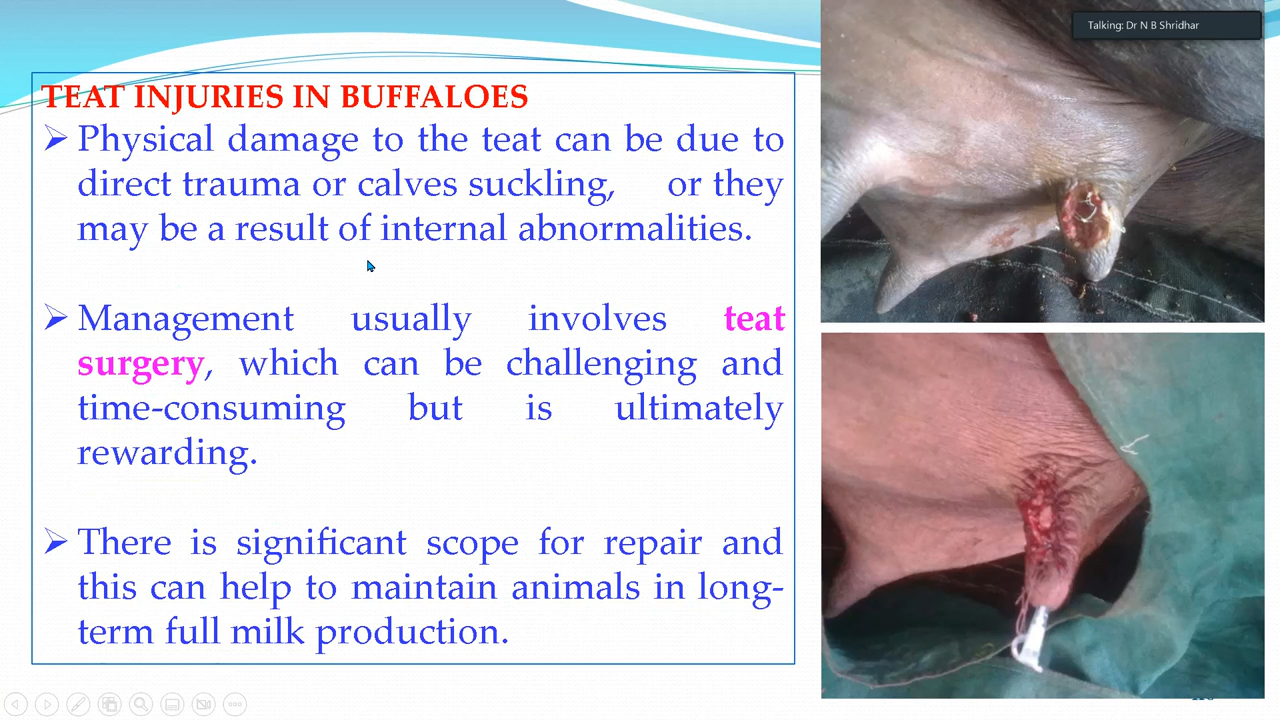 Talking: Dr N B Shridhar
TEAT INJURIES IN BUFFALOES
➢ Physical damage to the teat can be due to
direct trauma or calves suckling, or they
may be a result of internal abnormalities.
➢ Management usually involves teat
surgery, which can be challenging and
time-consuming but is ultimately
rewarding.
➢ There is significant scope for repair and
this can help to maintain animals in long-
term full milk production.